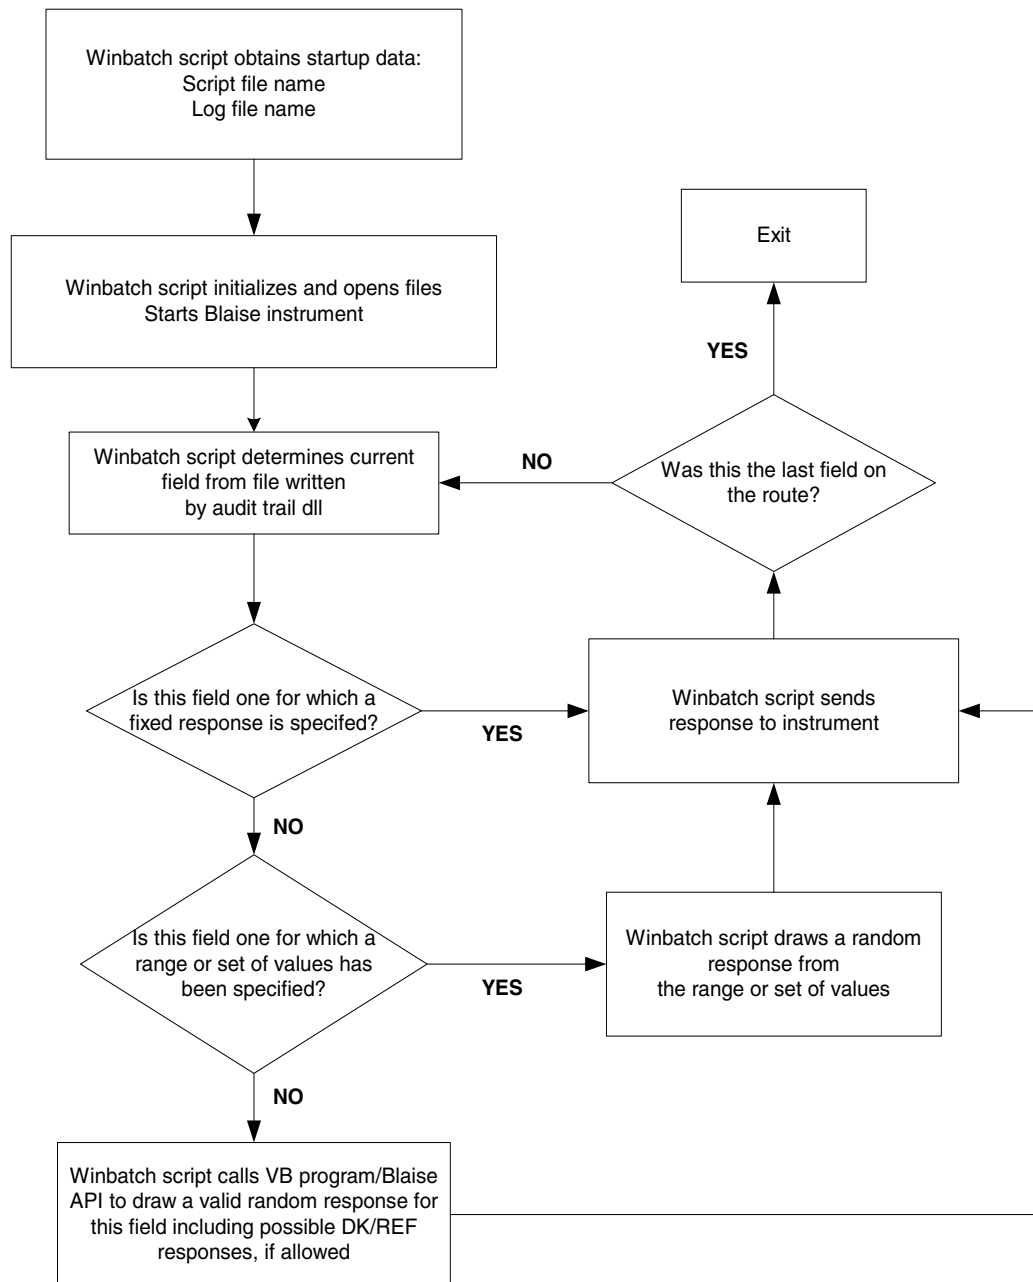 Winbatch script obtains startup data:
Script file name
Log file name
Exit
Winbatch script initializes and opens files
Starts Blaise instrument
YES
Winbatch script determines current
field from file written
by audit trail dll
NO
Was this the last field on
the route?
Is this field one for which a
fixed response is specifed?
YES
Winbatch script sends
response to instrument
NO
Is this field one for which a
range or set of values has
been specified?
YES
Winbatch script draws a random
response from
the range or set of values
NO
Winbatch script calls VB program/Blaise
API to draw a valid random response for
this field including possible DK/REF
responses, if allowed